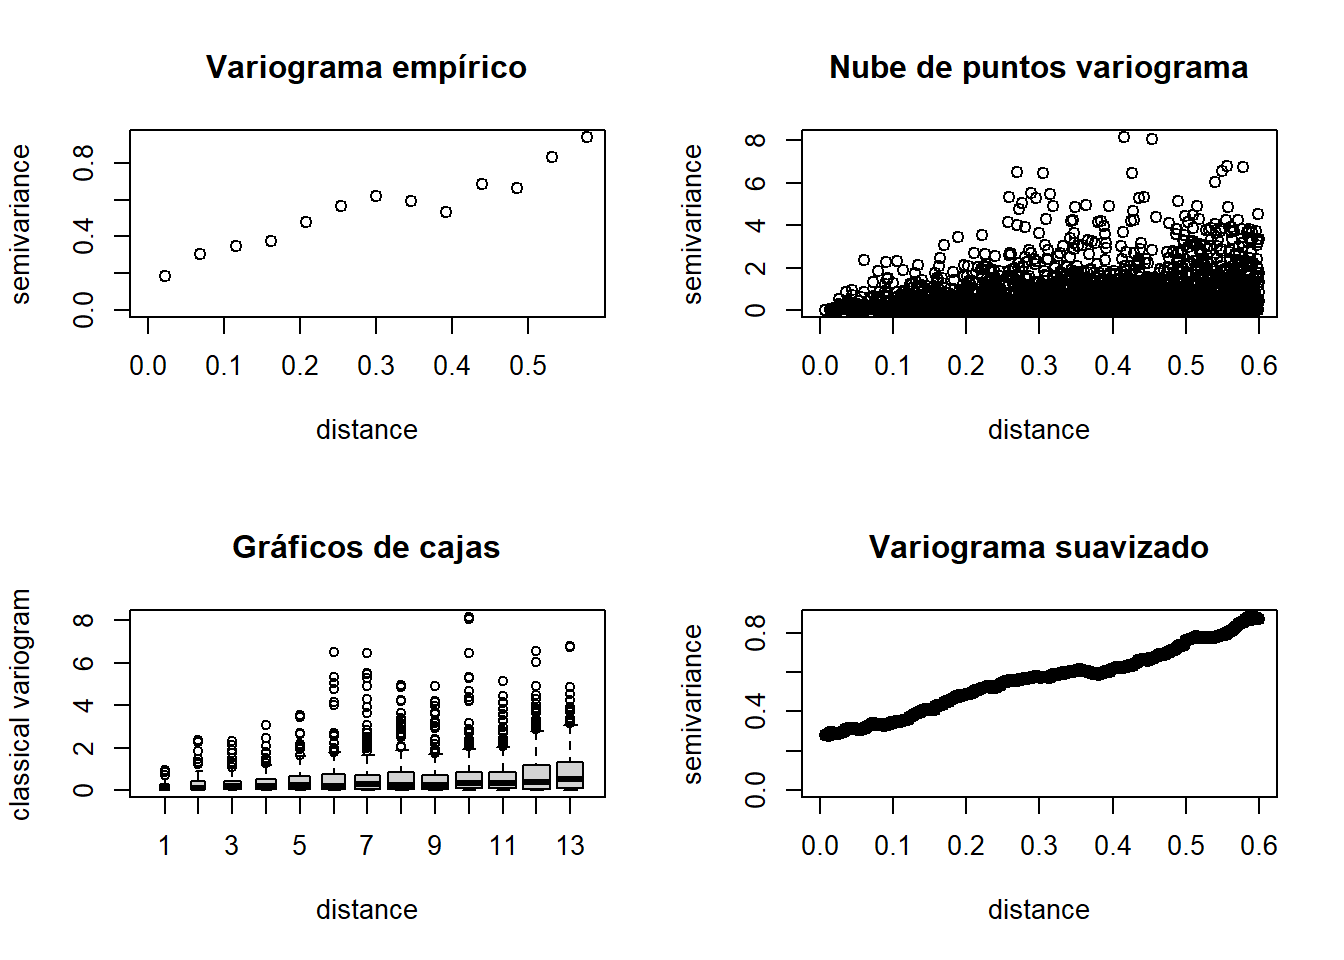 Variograma empírico
semivariance
0.0 0.4 0.8
0.0 0.1 0.2 0.3 0.4 0.5
distance
Nube de puntos variograma
semivariance
0 2 4 6 8
0.0 0.1 0.2 0.3 0.4 0.5 0.6
distance
Gráficos de cajas
classical variogram
0 2 4 6 8
1 3 5 7 9 11 13
distance
Variograma suavizado
semivariance
0.0 0.4 0.8
0.0 0.1 0.2 0.3 0.4 0.5 0.6
distance